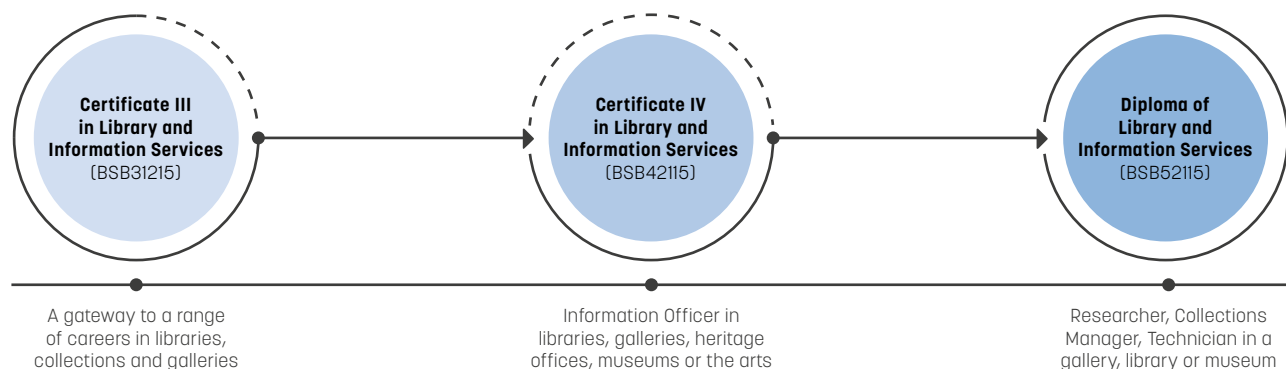 Certificate III
in Library and
Information Services
(BSB31215)
Certificate IV
in Library and
Information Services
(BSB42115)
Diploma of
Library and
Information Services
(BSB52115)
A gateway to a range
of careers in libraries,
collections and galleries
Information Officer in
libraries, galleries, heritage
offices, museums or the arts
Researcher, Collections
Manager, Technician in a
gallery, library or museum